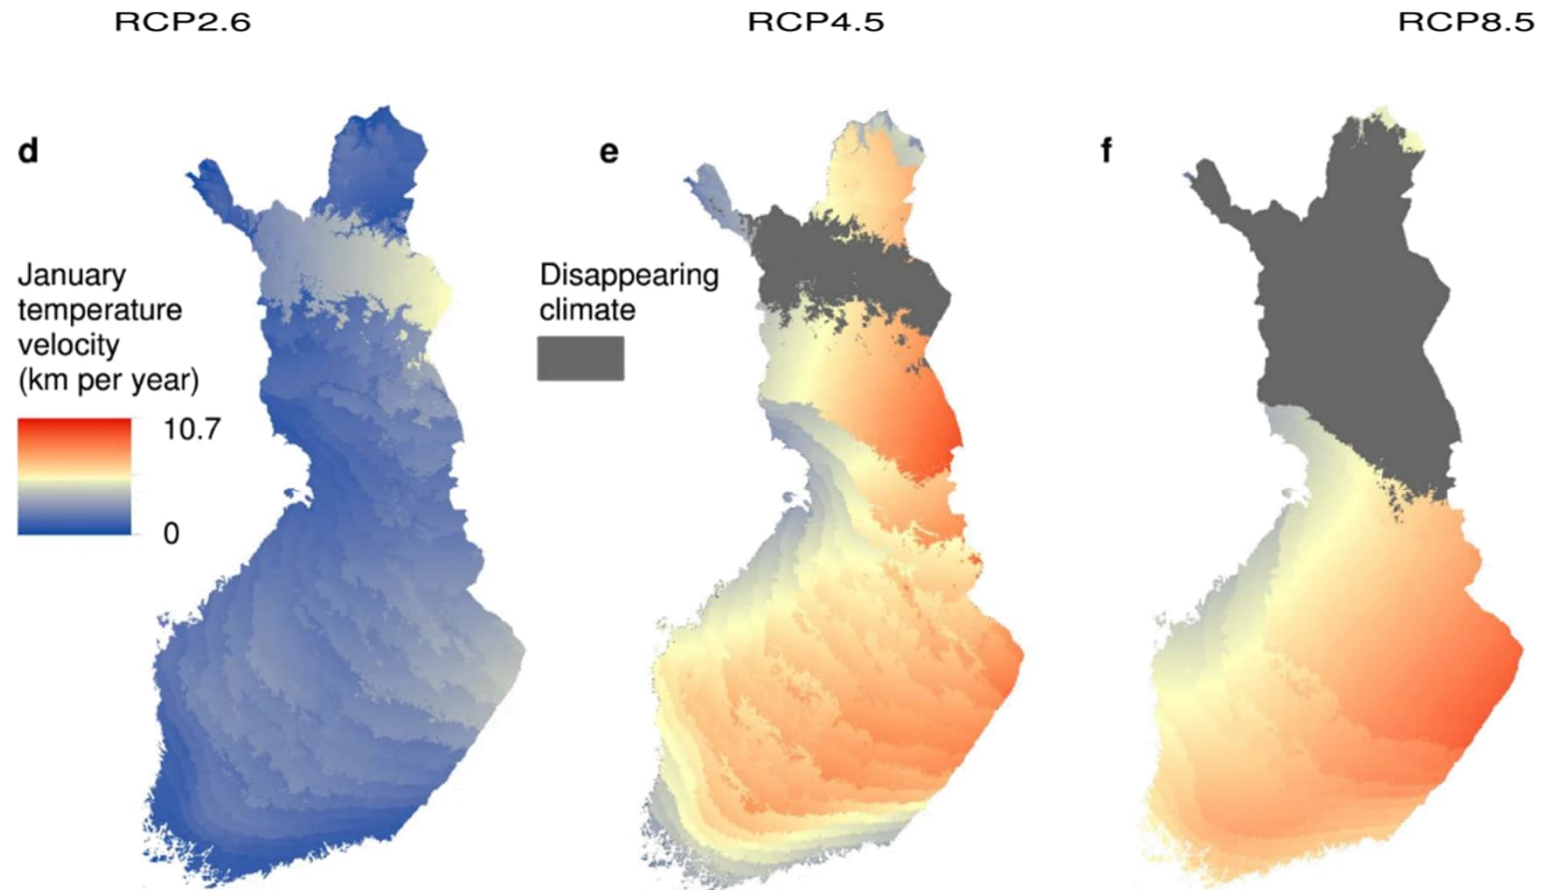 RCP2.6
RCP4.5
RCP8.5
d
e
f
January
temperature
velocity
(km per year)
10.7
0
Disappearing
climate